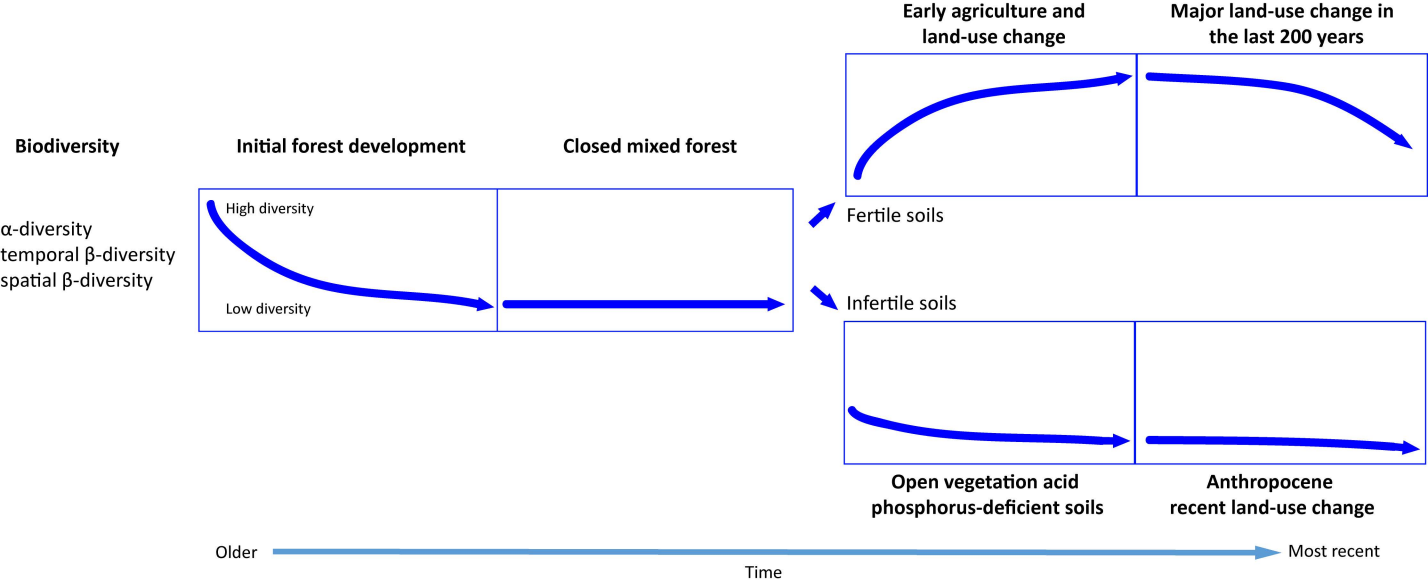 Early agriculture and
land-use change
Major land-use change in
the last 200 years
Biodiversity
Initial forest development
Closed mixed forest
High diversity
Low diversity
α-diversity
temporal β-diversity
spatial β-diversity
Fertile soils
Infertile soils
Open vegetation acid
phosphorus-deficient soils
Anthropocene
recent land-use change
Older
Most recent
Time